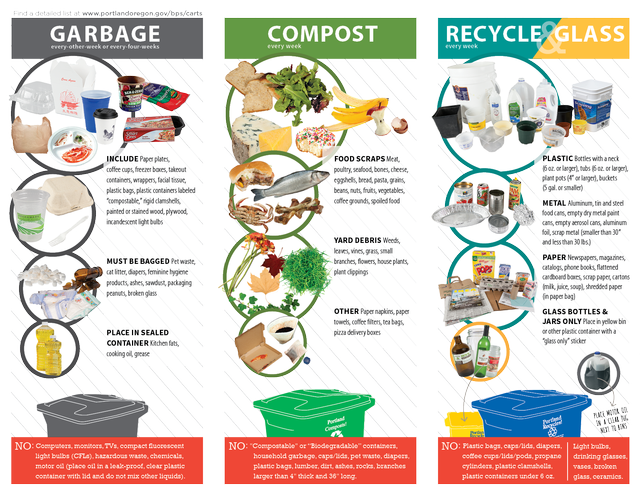 Find a detailed list at www.portlandoregon.gov/bps/carts
GARBAGE
every-other-week or every-four-weeks
INCLUDE Paper plates,
coffee cups, freezer boxes, takeout
containers, wrappers, facial tissue,
plastic bags, plastic containers labeled
"compostable," rigid clamshells,
painted or stained wood, plywood,
incandescent light bulbs
MUST BE BAGGED Pet waste,
cat litter, diapers, feminine hygiene
products, ashes, sawdust, packaging
peanuts, broken glass
PLACE IN SEALED
CONTAINER Kitchen fats,
cooking oil, grease
NO: Computers, monitors, TVs, compact fluorescent
light bulbs (CFLs), hazardous waste, chemicals,
motor oil (place oil in a leak-proof, clear plastic
container with lid and do not mix other liquids).
COMPOST
every week
FOOD SCRAPS Meat,
poultry, seafood, bones, cheese,
eggshells, bread, pasta, grains,
beans, nuts, fruits, vegetables,
coffee grounds, spoiled food
YARD DEBRIS Weeds,
leaves, vines, grass, small
branches, flowers, house plants,
plant clippings
OTHER Paper napkins, paper
towels, coffee filters, tea bags,
pizza delivery boxes
Portland
Composts!
NO: "Compostable" or "Biodegradable" containers,
household garbage, caps/lids, pet waste, diapers,
plastic bags, lumber, dirt, ashes, rocks, branches
larger than 4" thick and 36" long.
RECYCLE & GLASS
every week
PLASTIC Bottles with a neck
(6 oz. or larger), tubs (6 oz. or larger),
plant pots (4" or larger), buckets
(5 gal. or smaller)
METAL Aluminum, tin and steel
food cans, empty dry metal paint
cans, empty aerosol cans, aluminum
foil, scrap metal (smaller than 30"
and less than 30 lbs.)
PAPER Newspapers, magazines,
catalogs, phone books, flattened
cardboard boxes, scrap paper, cartons
(milk, juice, soup), shredded paper
(in paper bag)
GLASS BOTTLES &
JARS ONLY Place in yellow bin
or other plastic container with a
"glass only" sticker
PLACE MOTOR OIL
IN A CLEAR JUG
NEXT TO BINS
Portland
Recycles!
NO: Plastic bags, caps/lids, diapers,
coffee cups/lids/pods, propane
cylinders, plastic clamshells,
plastic containers under 6 oz.
Light bulbs,
drinking glasses,
vases, broken
glass, ceramics.